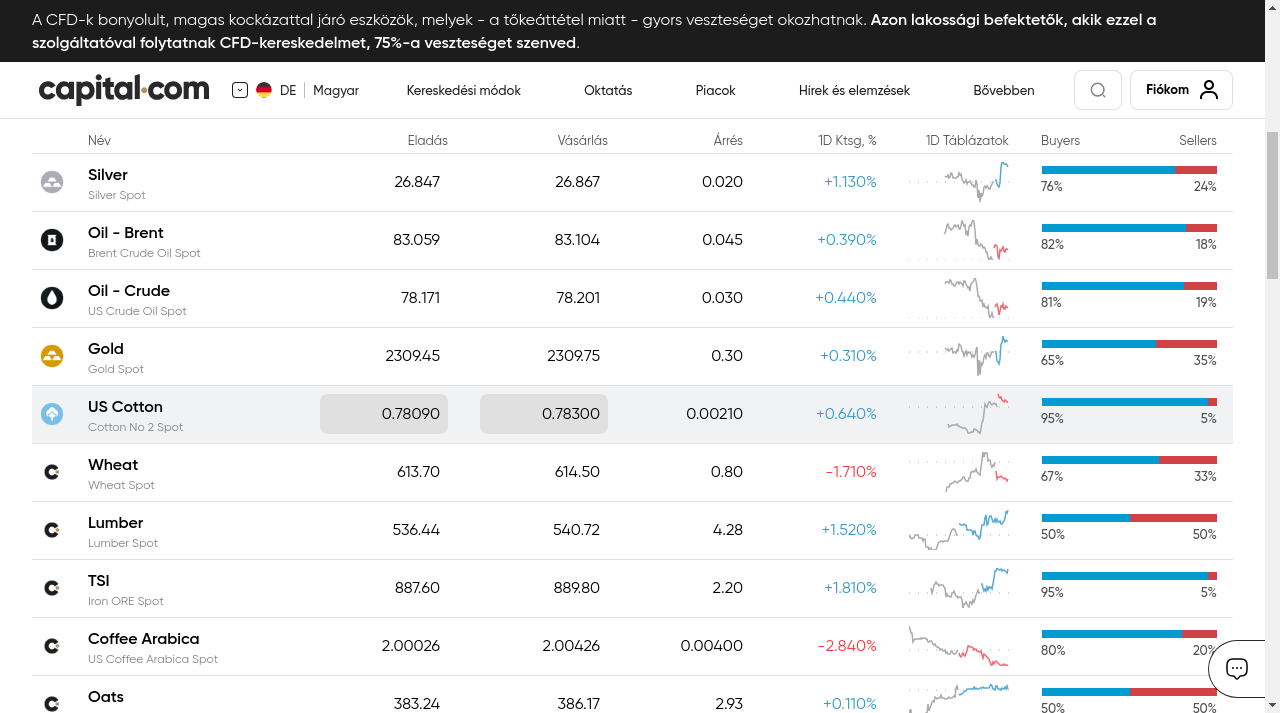 A CFD-k bonyolult, magas kockázattal járó eszközök, melyek - a tőkeáttétel miatt - gyors veszteséget okozhatnak. Azon lakossági befektetők, akik ezzel a
szolgáltatóval folytatnak CFD-kereskedelmet, 75%-a veszteséget szenved.
capital.com DE Magyar Kereskedési módok Oktatás Piacok Hírek és elemzések Bővebben Fiókom
Név Eladás Vásárlás Árrés 1D Ktsg, % 1D Táblázatok Buyers Sellers
Silver 26.847 26.867 0.020 +1.130%
Silver Spot 76% 24%
Oil - Brent 83.059 83.104 0.045 +0.390%
Brent Crude Oil Spot 82% 18%
Oil - Crude 78.171 78.201 0.030 +0.440%
US Crude Oil Spot 81% 19%
Gold 2309.45 2309.75 0.30 +0.310%
Gold Spot 65% 35%
US Cotton 0.78090 0.78300 0.00210 +0.640%
Cotton No 2 Spot 95% 5%
Wheat 613.70 614.50 0.80 -1.710%
Wheat Spot 67% 33%
Lumber 536.44 540.72 4.28 +1.520%
Lumber Spot 50% 50%
TSI 887.60 889.80 2.20 +1.810%
Iron ORE Spot 95% 5%
Coffee Arabica 2.00026 2.00426 0.00400 -2.840%
US Coffee Arabica Spot 80% 20%
Oats 383.24 386.17 2.93 +0.110%
50% 50%